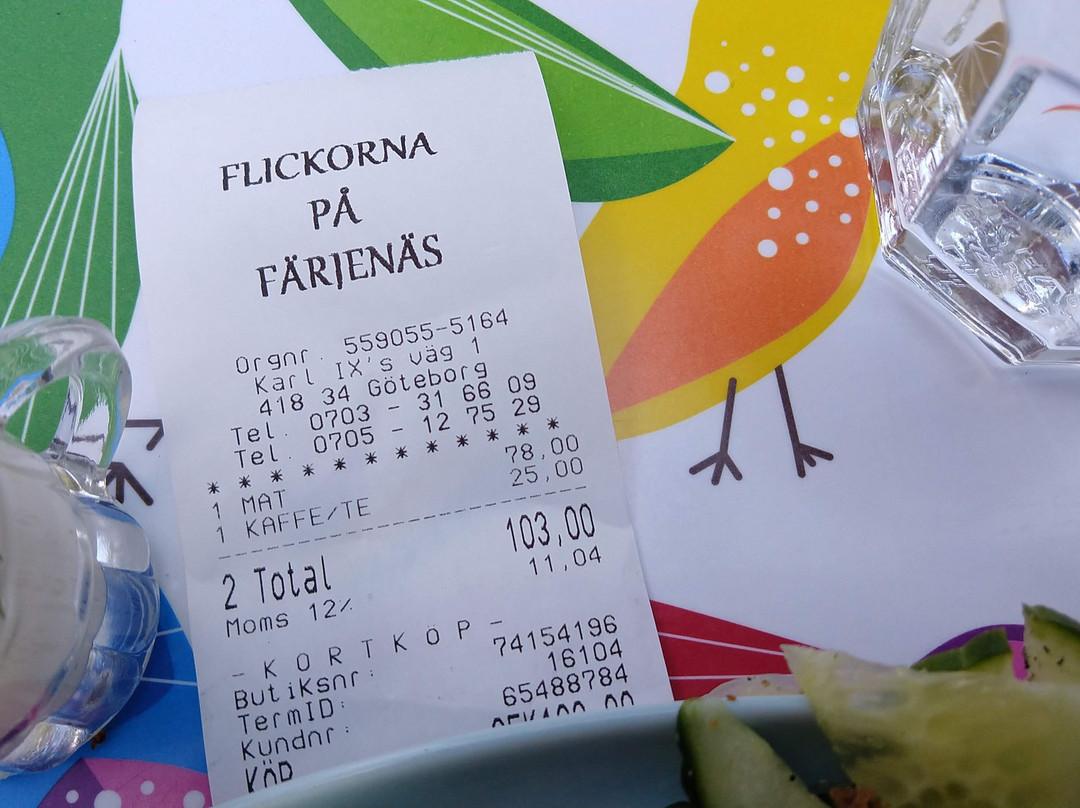 FLICKORNA
PÅ
FÄRJENÄS
Orgnr. 559055-5164
Karl IX's väg 1
418 34 Göteborg
Tel. 0703 - 31 66 09
Tel. 0705 - 12 75 29
* * * * * * * * * * * *
1 MAT 78,00
1 KAFFE/TE 25,00
2 Total 103,00
Moms 12% 11,04
- K O R T K Ö P -
Butiksnr: 74154196
TermID: 16104
Kundnr: 65488784
KÖP